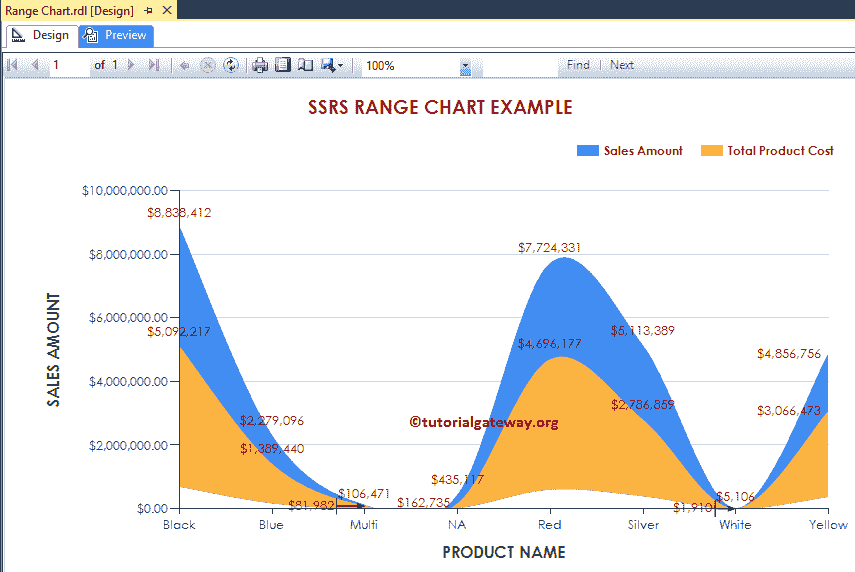 Range Chart.rdl [Design]
Design Preview
1 of 1 100% Find | Next
SSRS RANGE CHART EXAMPLE
Sales Amount Total Product Cost
$10,000,000.00
$8,838,412
$8,000,000.00
$7,724,331
$6,000,000.00
$5,092,217
$5,113,389
$4,696,177
$4,856,756
$4,000,000.00
$2,786,859
$3,066,473
$2,279,096
©tutorialgateway.org
$2,000,000.00
$1,389,440
$435,117
$106,471
$5,106
$162,735
$81,982
$1,910
$0.00
SALES AMOUNT
Black Blue Multi NA Red Silver White Yellow
PRODUCT NAME